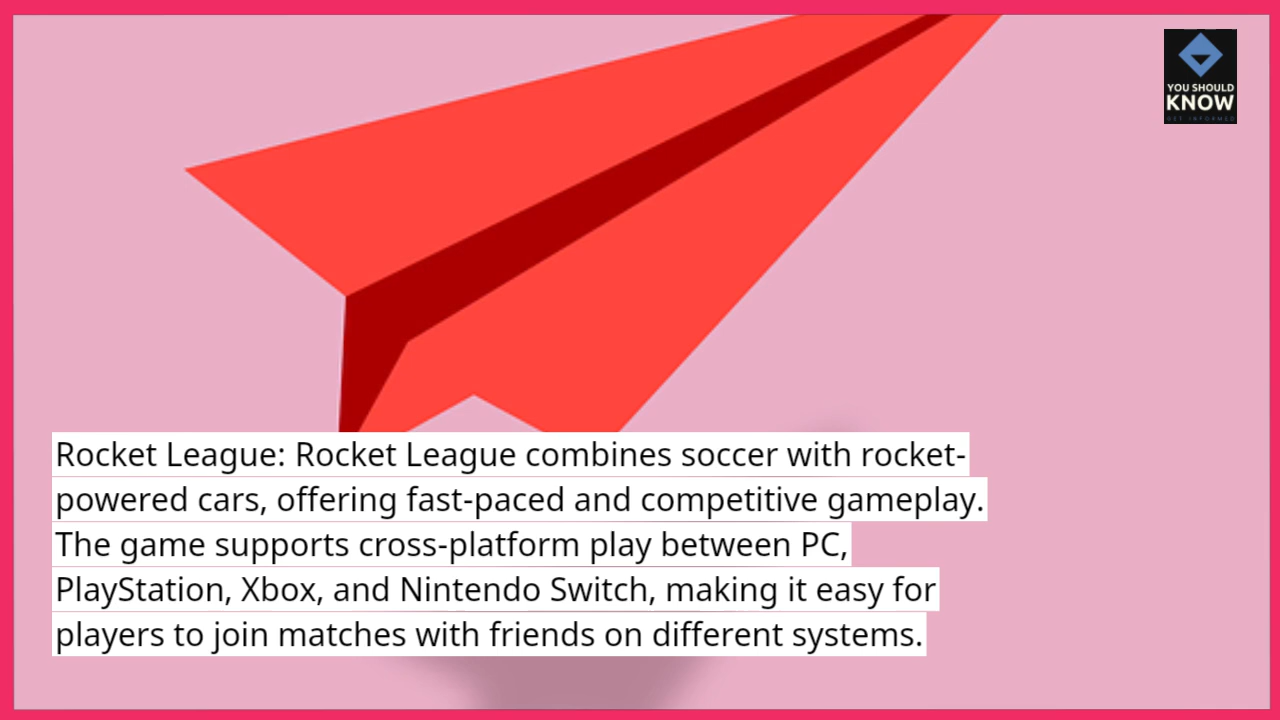 YOU SHOULD
KNOW
GET INFORMED
Rocket League: Rocket League combines soccer with rocket-
powered cars, offering fast-paced and competitive gameplay.
The game supports cross-platform play between PC,
PlayStation, Xbox, and Nintendo Switch, making it easy for
players to join matches with friends on different systems.